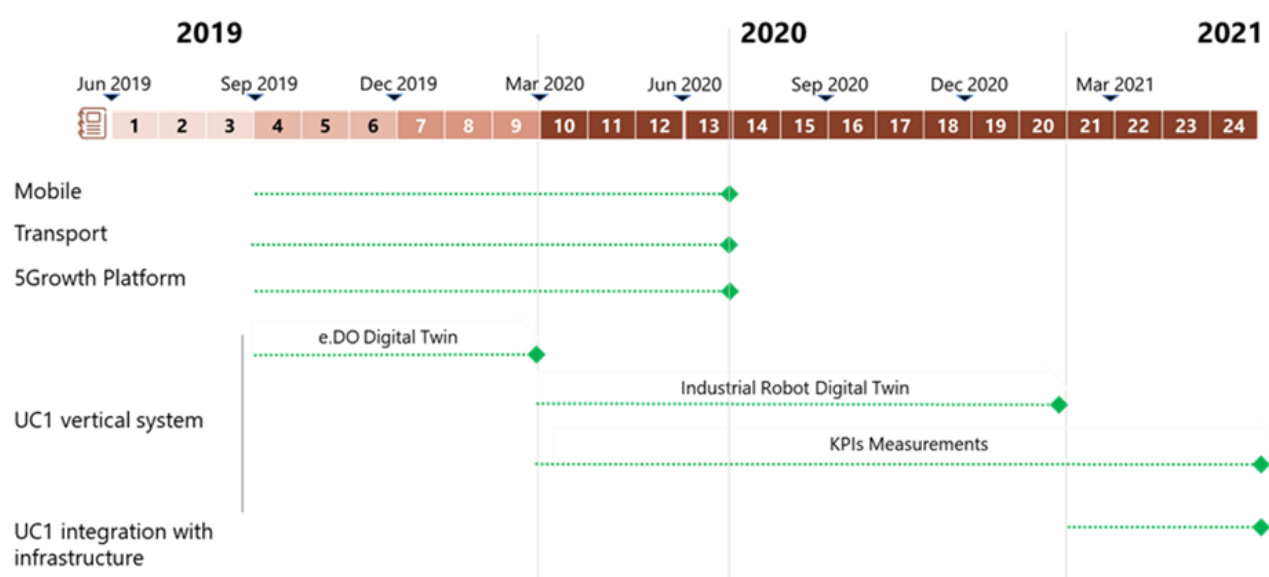 2019 2020 2021
Jun 2019 Sep 2019 Dec 2019 Mar 2020 Jun 2020 Sep 2020 Dec 2020 Mar 2021
1 2 3 4 5 6 7 8 9 10 11 12 13 14 15 16 17 18 19 20 21 22 23 24
Mobile
Transport
5Growth Platform
e.DO Digital Twin
Industrial Robot Digital Twin
UC1 vertical system
KPIs Measurements
UC1 integration with
infrastructure